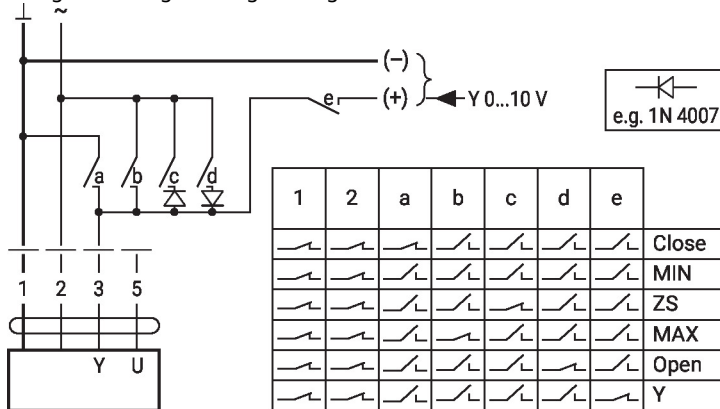 ⊥ ~
(–)
e (+) Y 0...10 V
e.g. 1N 4007
a b c d
1 2 a b c d e
Close
MIN
ZS
MAX
Open
Y
1 2 3 5
Y U